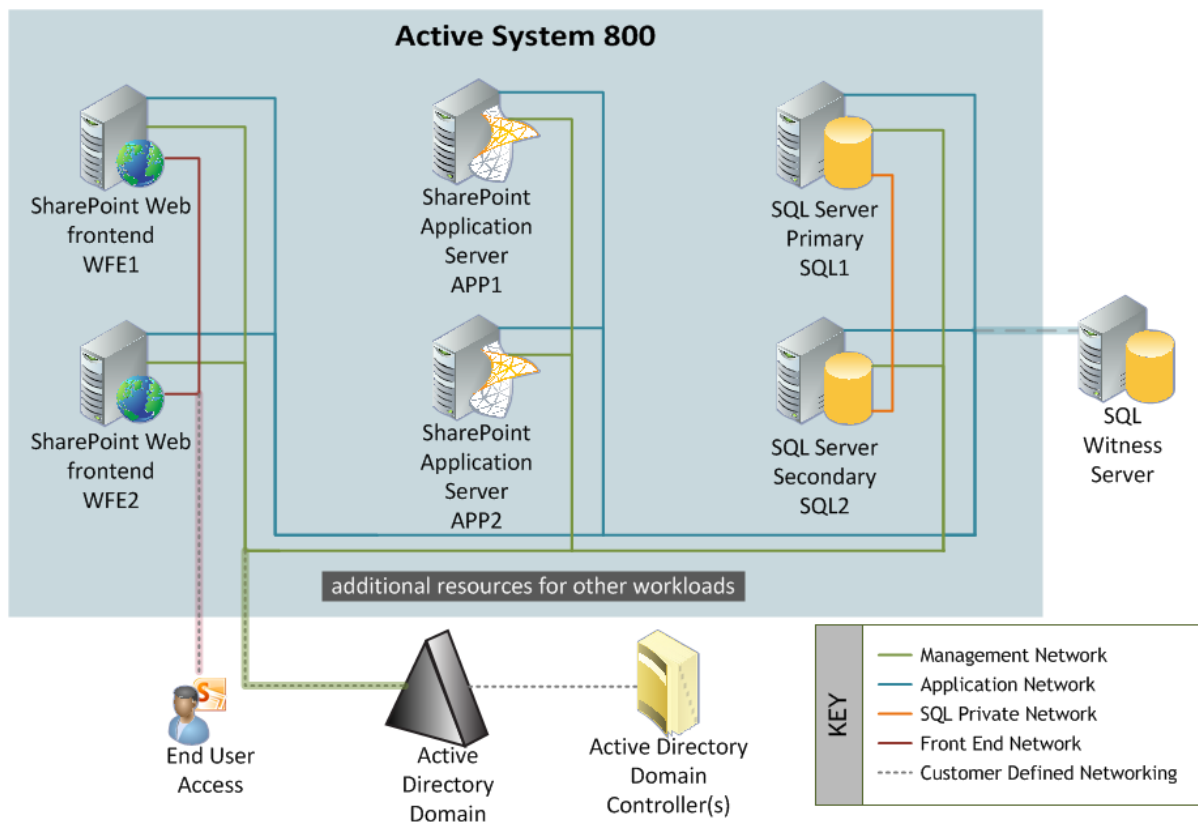 Active System 800
SharePoint Web
frontend
WFE1
SharePoint
Application
Server
APP1
SQL Server
Primary
SQL1
SharePoint Web
frontend
WFE2
SharePoint
Application
Server
APP2
SQL Server
Secondary
SQL2
SQL
Witness
Server
additional resources for other workloads
S
End User
Access
Active
Directory
Domain
Active Directory
Domain
Controller(s)
KEY
Management Network
Application Network
SQL Private Network
Front End Network
Customer Defined Networking